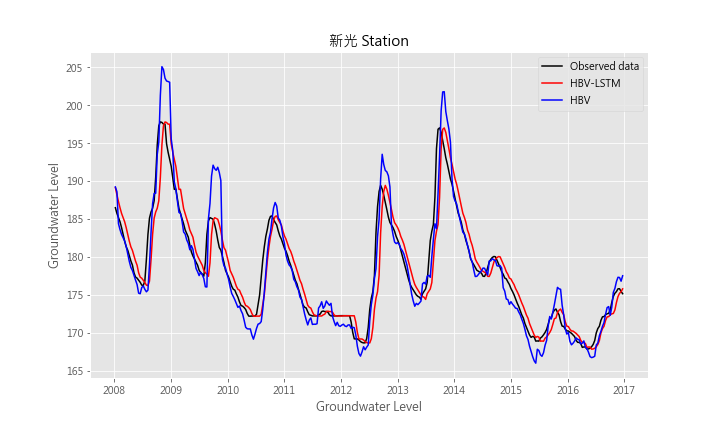 新光 Station
Observed data
HBV-LSTM
HBV
205
200
195
190
185
180
175
170
165
Groundwater Level
2008 2009 2010 2011 2012 2013 2014 2015 2016 2017
Groundwater Level